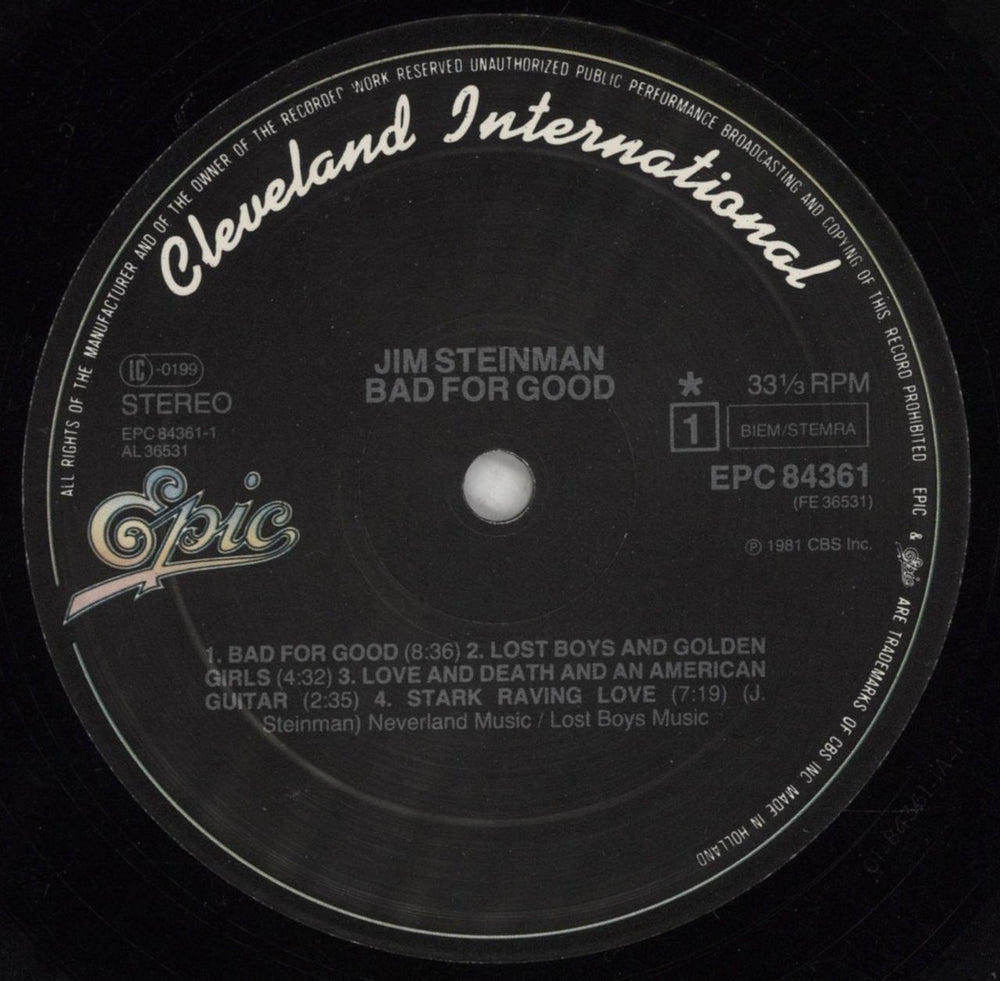 ALL RIGHTS OF THE MANUFACTURER AND OF THE OWNER OF THE RECORDED WORK RESERVED UNAUTHORIZED PUBLIC PERFORMANCE BROADCASTING AND COPYING OF THIS RECORD PROHIBITED EPIC & Epic ARE TRADEMARKS OF CBS INC MADE IN HOLLAND
Cleveland International
JIM STEINMAN
BAD FOR GOOD
LC -0199
STEREO
EPC 84361-1
AL 36531
Epic
* 33 1/3 RPM
1 BIEM/STEMRA
EPC 84361
(FE 36531)
℗ 1981 CBS Inc.
1. BAD FOR GOOD (8:36) 2. LOST BOYS AND GOLDEN
GIRLS (4:32) 3. LOVE AND DEATH AND AN AMERICAN
GUITAR (2:35) 4. STARK RAVING LOVE (7:19) (J.
Steinman) Neverland Music / Lost Boys Music